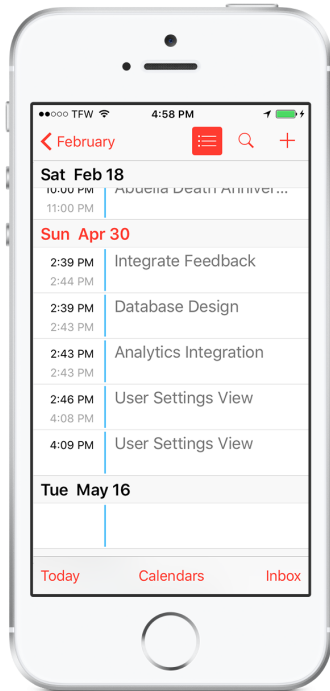 ●●○○○ TFW 4:58 PM
February
Sat Feb 18
10:00 PM Abuella Death Anniver...
11:00 PM
Sun Apr 30
2:39 PM Integrate Feedback
2:44 PM
2:39 PM Database Design
2:43 PM
2:43 PM Analytics Integration
2:43 PM
2:46 PM User Settings View
4:08 PM
4:09 PM User Settings View
Tue May 16
Today Calendars Inbox